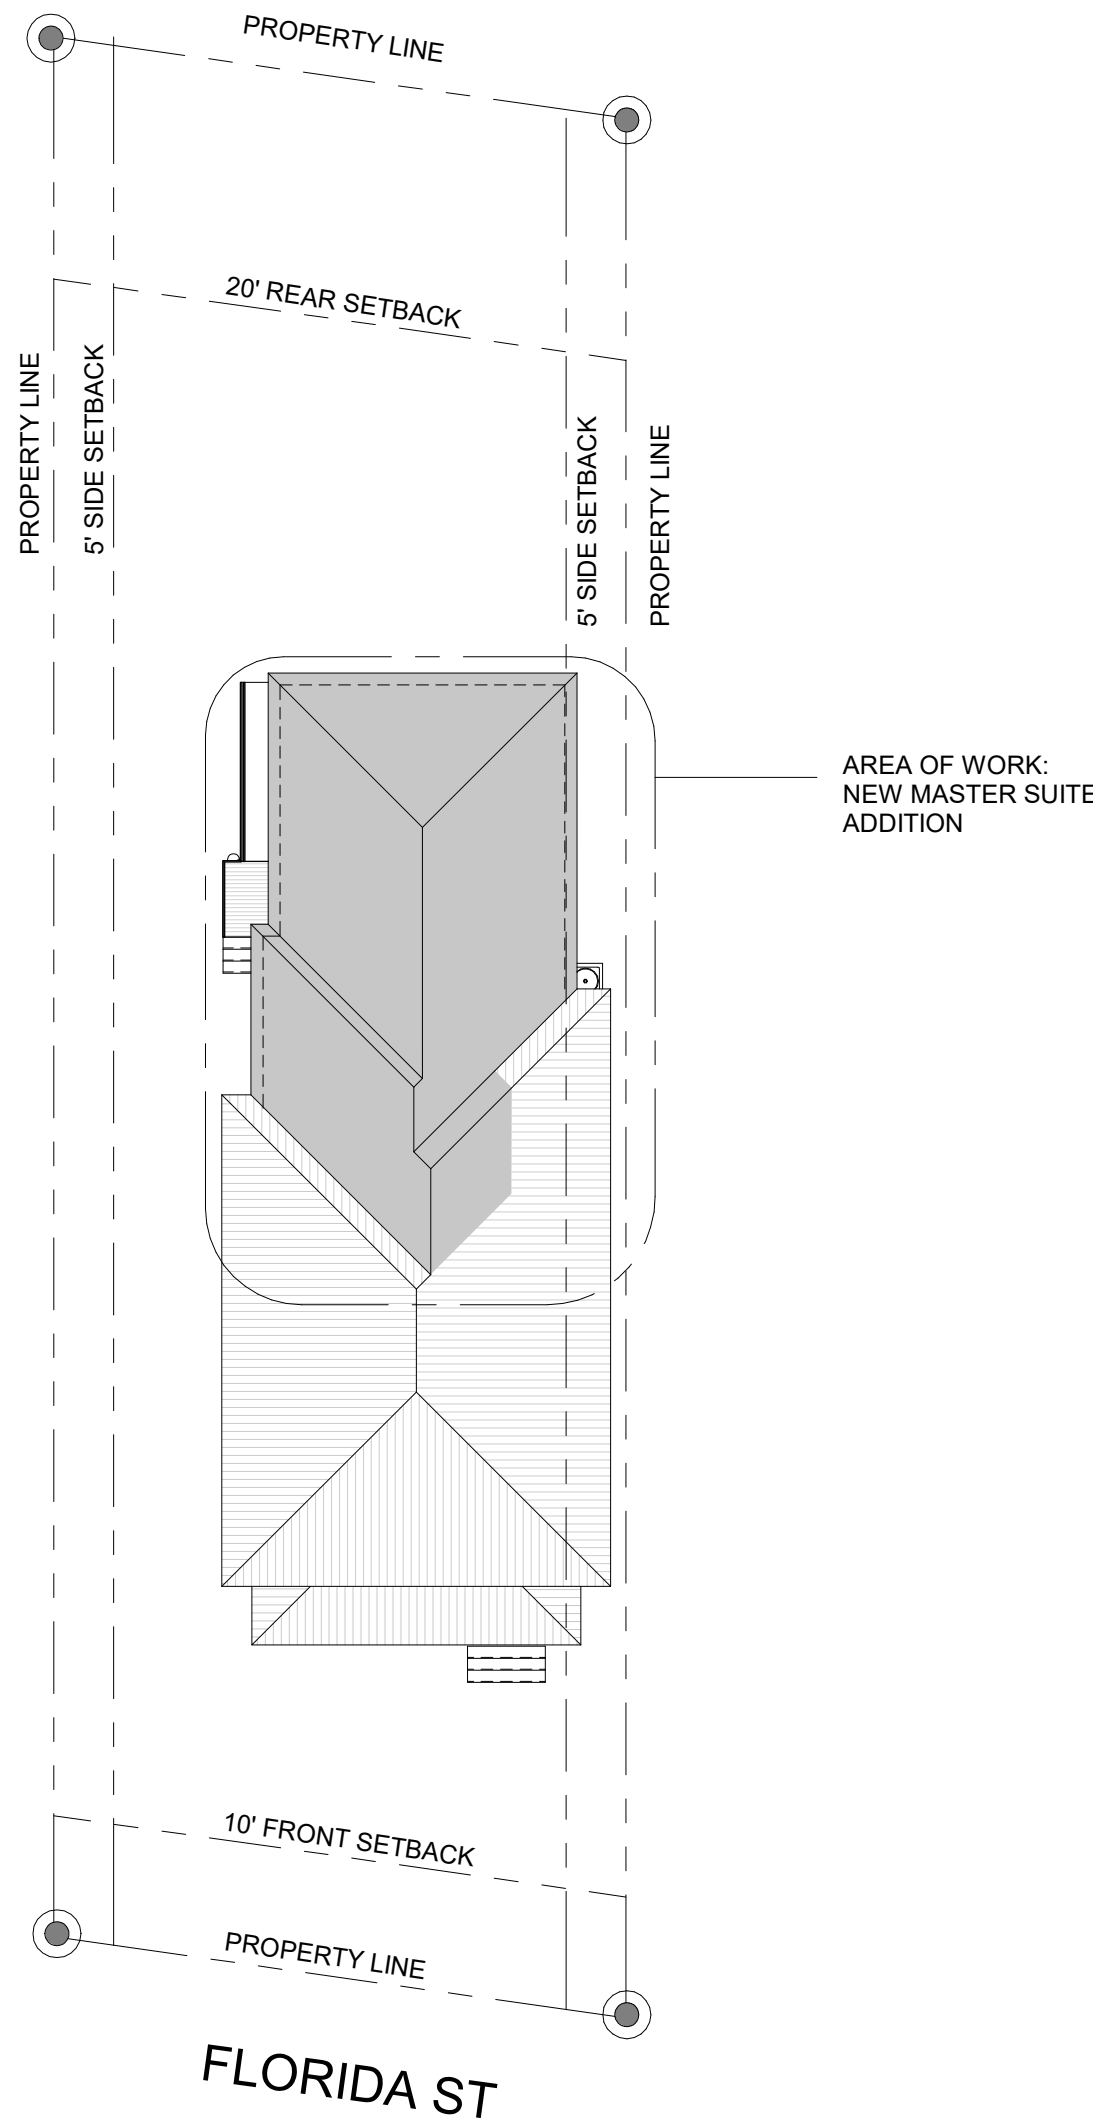 PROPERTY LINE
20' REAR SETBACK
PROPERTY LINE
5' SIDE SETBACK
5' SIDE SETBACK
PROPERTY LINE
AREA OF WORK:
NEW MASTER SUITE
ADDITION
10' FRONT SETBACK
PROPERTY LINE
FLORIDA ST